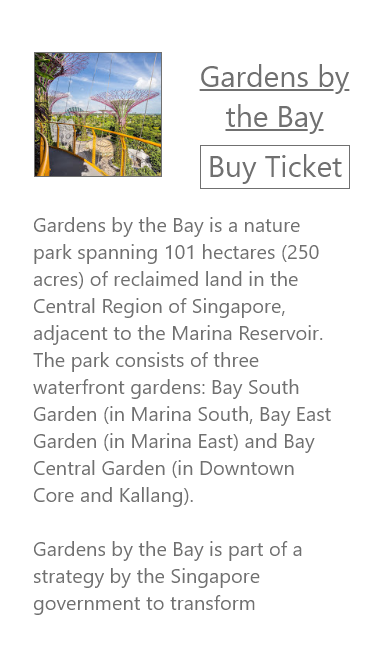 Gardens by
the Bay
Buy Ticket
Gardens by the Bay is a nature
park spanning 101 hectares (250
acres) of reclaimed land in the
Central Region of Singapore,
adjacent to the Marina Reservoir.
The park consists of three
waterfront gardens: Bay South
Garden (in Marina South, Bay East
Garden (in Marina East) and Bay
Central Garden (in Downtown
Core and Kallang).
Gardens by the Bay is part of a
strategy by the Singapore
government to transform